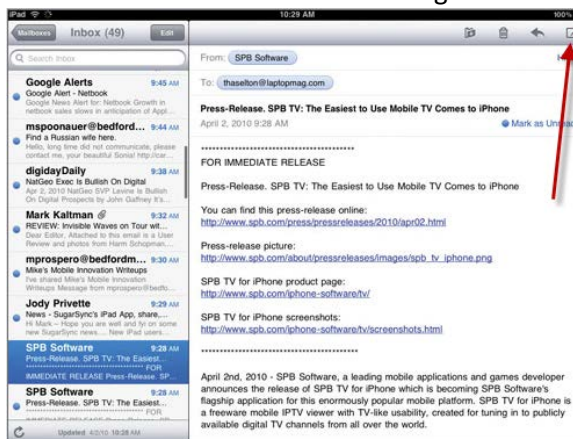 iPad
10:29 AM
100%
Mailboxes
Inbox (49)
Edit
Search Inbox
Google Alerts 9:45 AM
Google Alert - Netbook
Google News Alert for: Netbook Growth in
netbook sales slows in anticipation of Appl...
mspoonauer@bedford... 9:44 AM
Find a Russian wife here.
Hello, long time did not communicate, please
contact me, your beautiful Sonia! http://car...
digidayDaily 9:38 AM
NatGeo Exec Is Bullish On Digital
Apr 2, 2010 NatGeo SVP Levine Is Bullish
On Digital Prospects by John Gaffney It's...
Mark Kaltman 9:32 AM
REVIEW: Invisible Waves on Tour wit...
Dear Editor, Attached to this email is a User
Review and photos from Harm Schopman...
mprospero@bedfordm... 9:30 AM
Mike's Mobile Innovation Writeups
I've shared Mike's Mobile Innovation
Writeups Message from mprospero@bedfo...
Jody Privette 9:29 AM
News - SugarSync's iPad App, share,...
Hi Mark – Hope you are well and fyi on some
new SugarSync news.... New iPad users...
SPB Software 9:28 AM
Press-Release. SPB TV: The Easiest...
FOR
IMMEDIATE RELEASE Press-Release. SP...
SPB Software 9:28 AM
Press-Release. SPB TV: The Easiest...
FOR
Updated 4/2/10 10:28 AM
From: SPB Software
To: thaselton@laptopmag.com
Press-Release. SPB TV: The Easiest to Use Mobile TV Comes to iPhone
April 2, 2010 9:28 AM
Mark as Unread
******************************************
FOR IMMEDIATE RELEASE
Press-Release. SPB TV: The Easiest to Use Mobile TV Comes to iPhone
You can find this press-release online:
http://www.spb.com/press/pressreleases/2010/apr02.html
Press-release picture:
http://www.spb.com/about/pressreleases/images/spb_tv_iphone.png
SPB TV for iPhone product page:
http://www.spb.com/iphone-software/tv/
SPB TV for iPhone screenshots:
http://www.spb.com/iphone-software/tv/screenshots.html
******************************************
April 2nd, 2010 - SPB Software, a leading mobile applications and games developer
announces the release of SPB TV for iPhone which is becoming SPB Software's
flagship application for this enormously popular mobile platform. SPB TV for iPhone is
a freeware mobile IPTV viewer with TV-like usability, created for tuning in to publicly
available digital TV channels from all over the world.